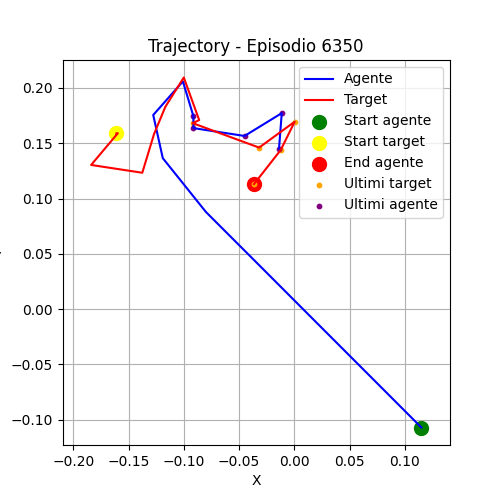 Trajectory - Episodio 6350
Agente
Target
Start agente
Start target
End agente
Ultimi target
Ultimi agente
0.20
0.15
0.10
0.05
0.00
−0.05
−0.10
−0.20 −0.15 −0.10 −0.05 0.00 0.05 0.10
X